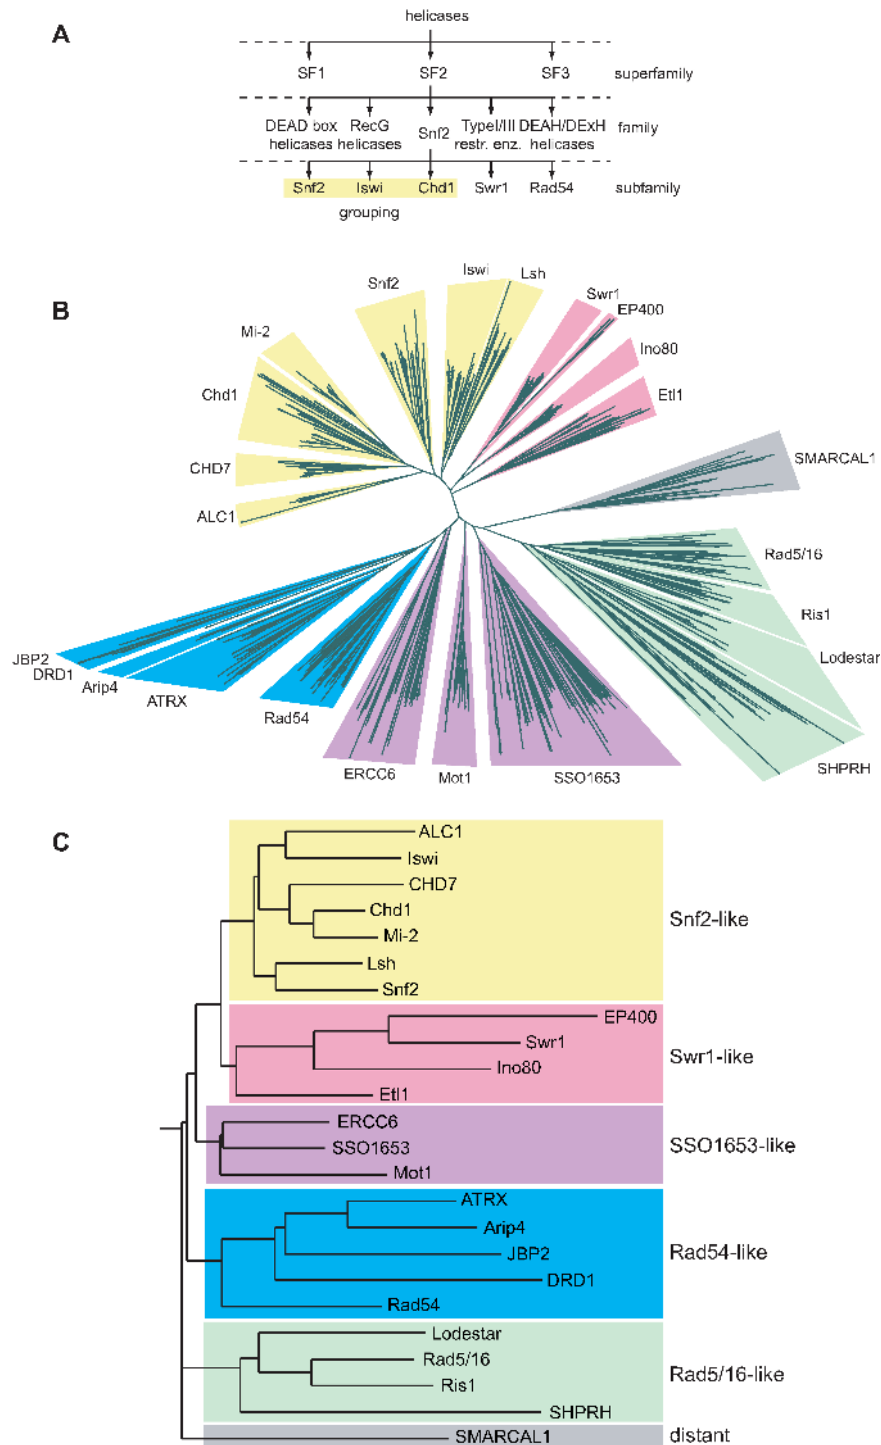 A
helicases
SF1 SF2 SF3 superfamily
DEAD box RecG Snf2 TypeI/III DEAH/DExH family
helicases helicases restr. enz. helicases
Snf2 Iswi Chd1 Swr1 Rad54 subfamily
grouping
B
Iswi Lsh
Snf2
Swr1
EP400
Mi-2
Ino80
Chd1
Etl1
SMARCAL1
CHD7
ALC1
Rad5/16
Ris1
Lodestar
JBP2
DRD1
Arip4
ATRX
Rad54
ERCC6 Mot1 SSO1653
SHPRH
C
ALC1
Iswi
CHD7
Chd1
Mi-2
Lsh
Snf2
Snf2-like
EP400
Swr1
Ino80
Etl1
Swr1-like
ERCC6
SSO1653
Mot1
SSO1653-like
ATRX
Arip4
JBP2
DRD1
Rad54
Rad54-like
Lodestar
Rad5/16
Ris1
SHPRH
Rad5/16-like
SMARCAL1 distant